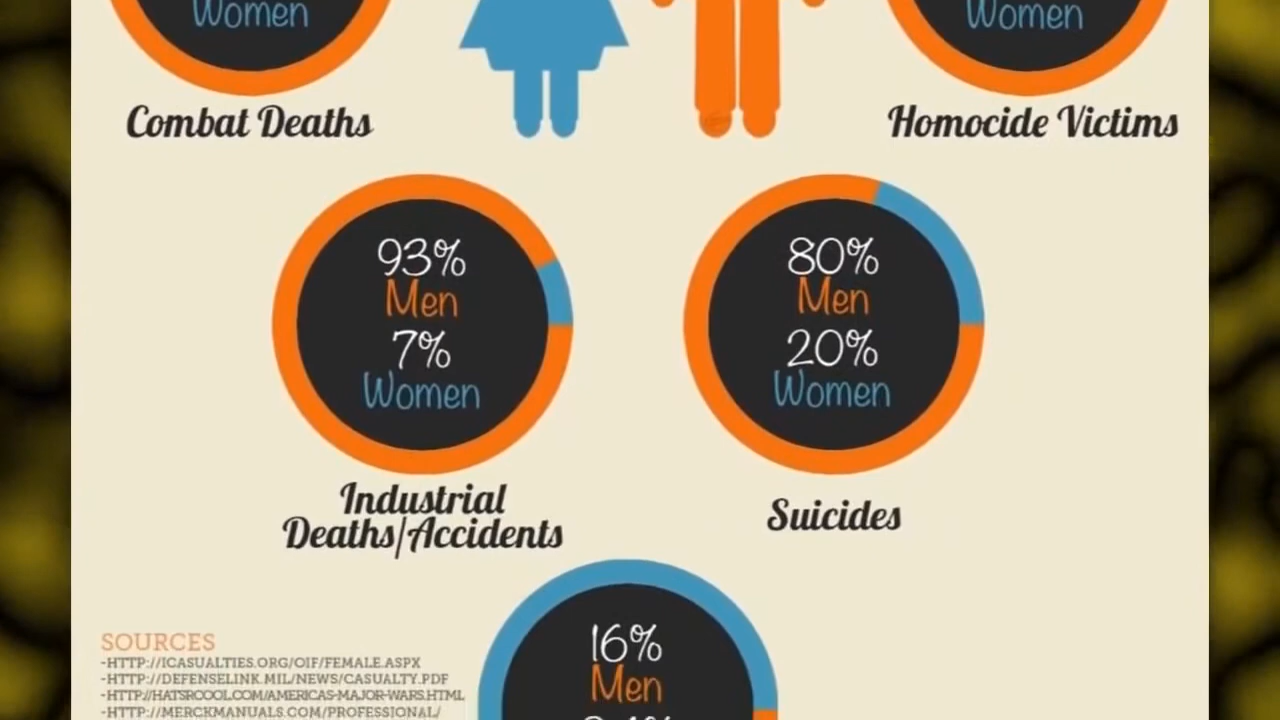 Women
Women
Combat Deaths
Homocide Victims
93%
Men
7%
Women
80%
Men
20%
Women
Industrial
Deaths/Accidents
Suicides
16%
Men
SOURCES
-HTTP://ICASUALTIES.ORG/OIF/FEMALE.ASPX
-HTTP://DEFENSELINK.MIL/NEWS/CASUALTY.PDF
-HTTP://HATSRCOOL.COM/AMERICAS-MAJOR-WARS.HTML
-HTTP://MERCKMANUALS.COM/PROFESSIONAL/